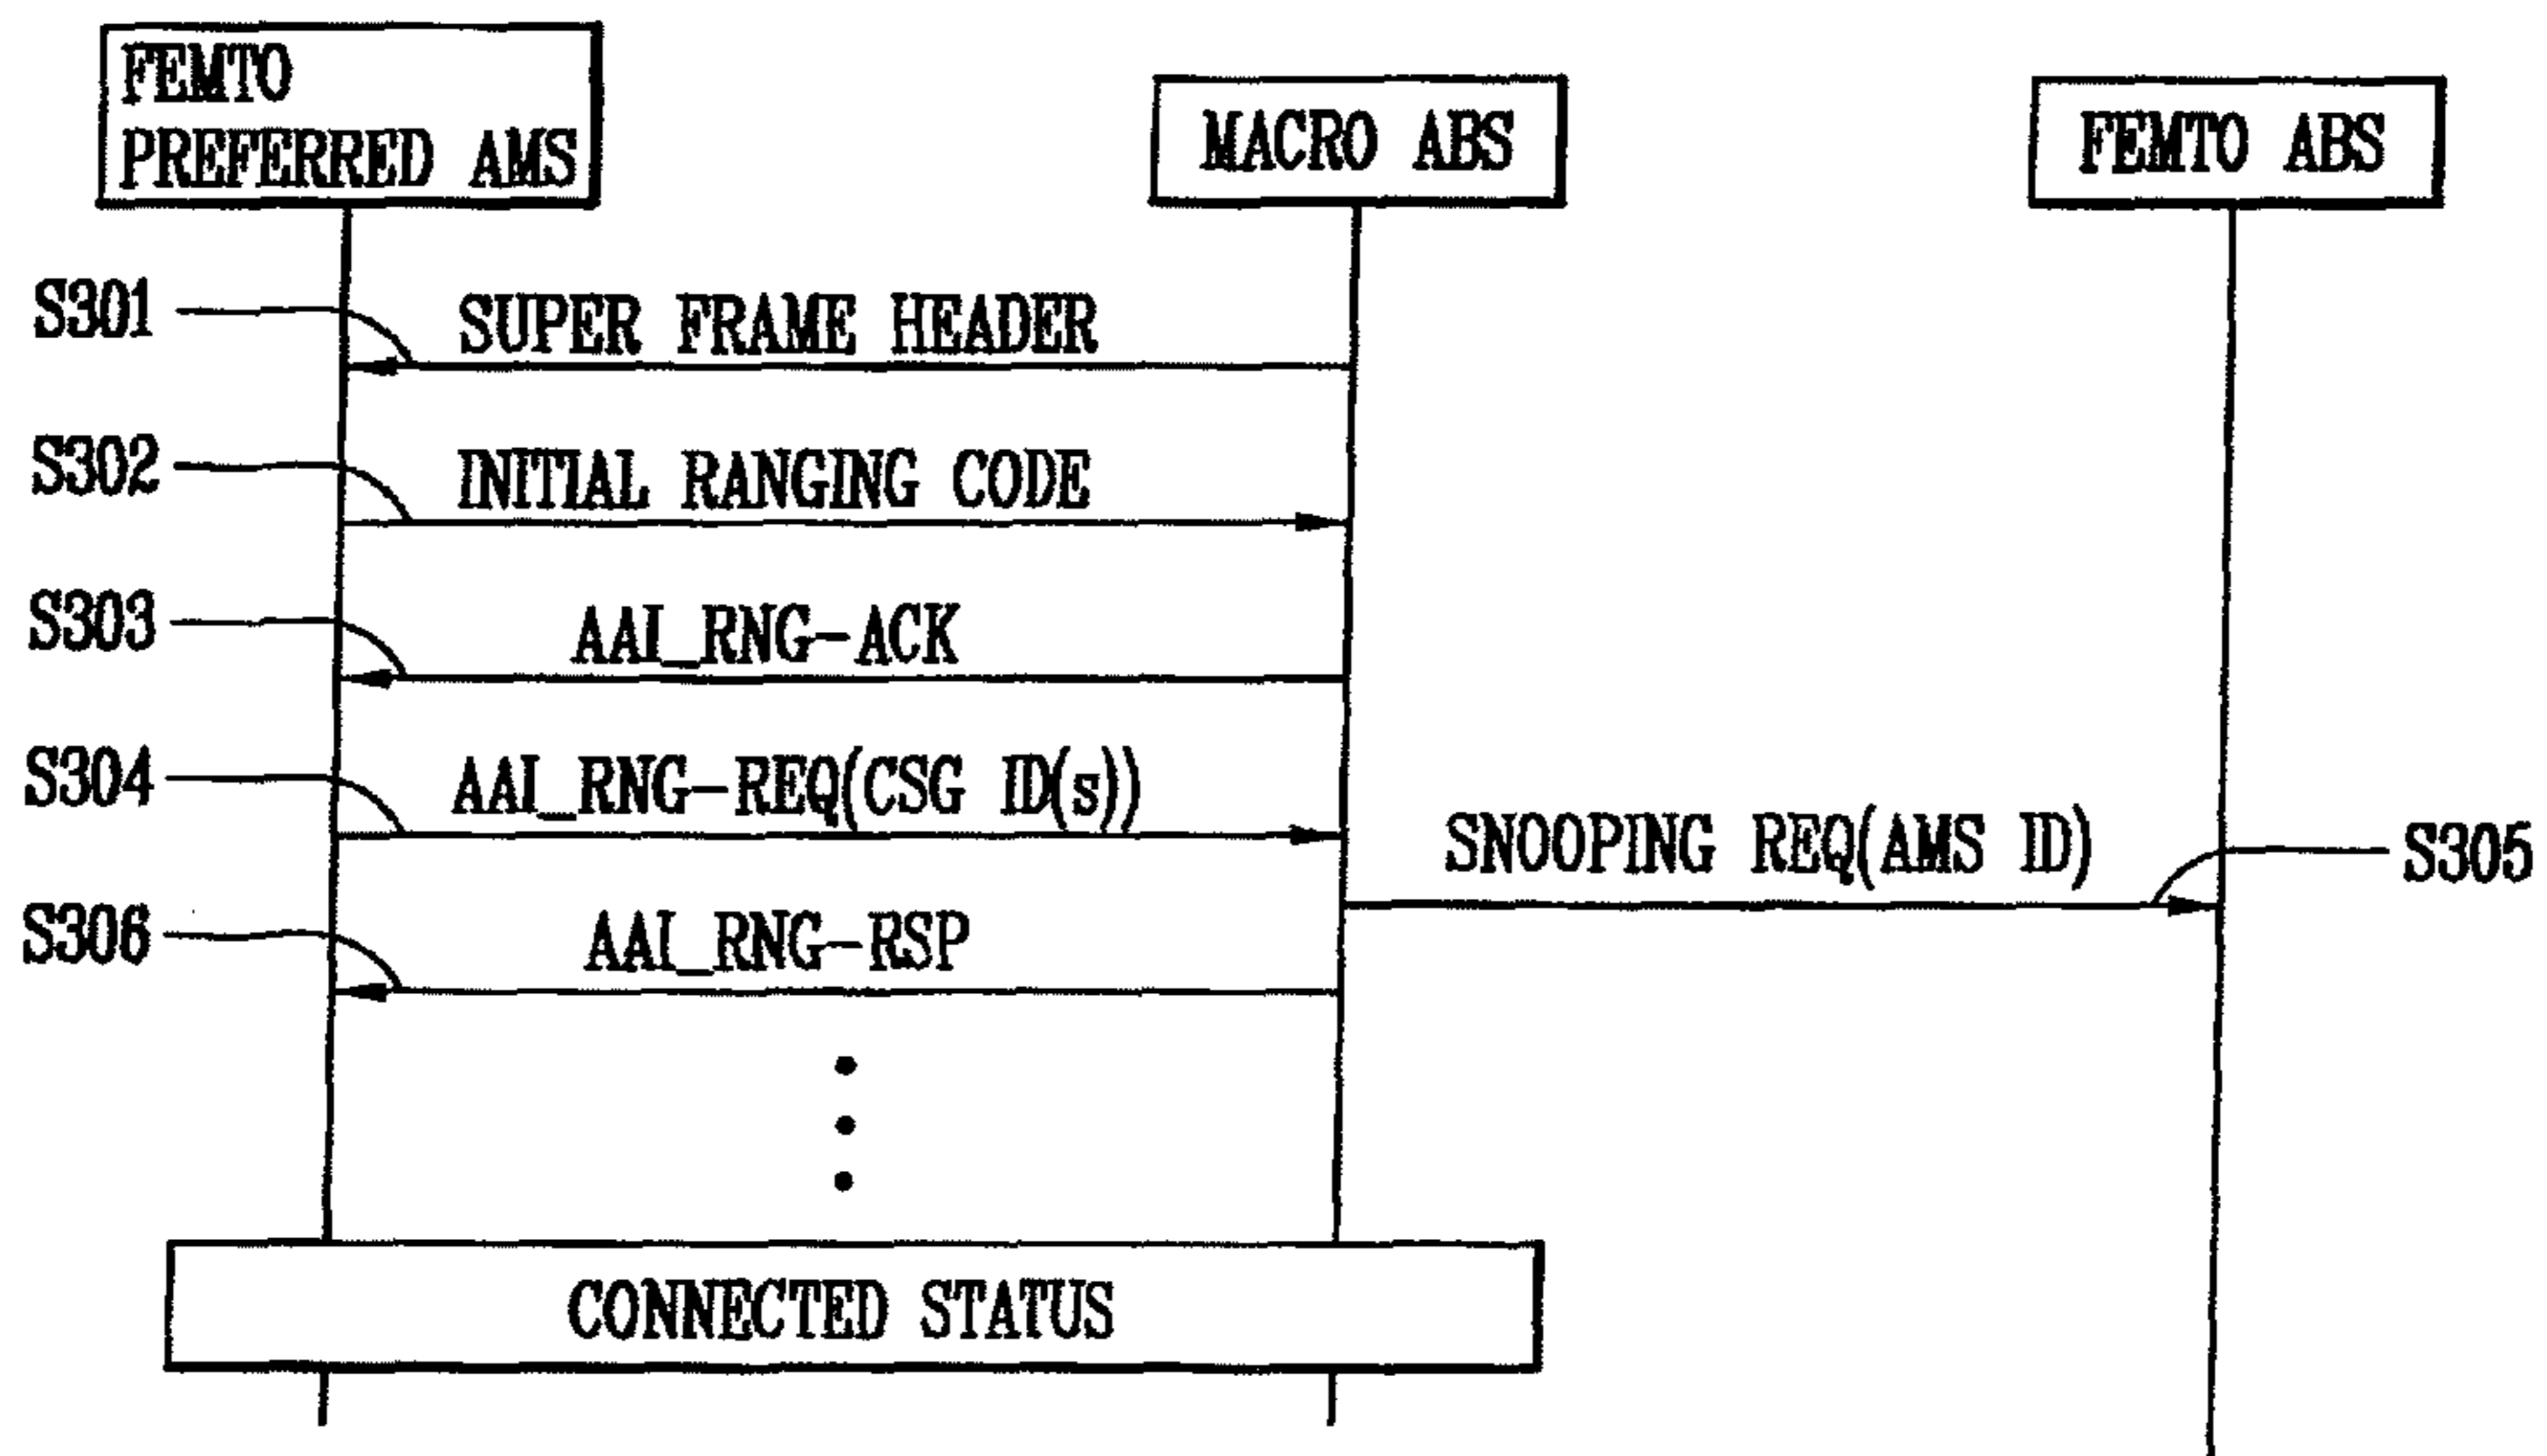 FEMTO
PREFERRED AMS
MACRO ABS
FEMTO ABS
S301
SUPER FRAME HEADER
S302
INITIAL RANGING CODE
S303
AAI_RNG-ACK
S304
AAI_RNG-REQ(CSG ID(s))
SNOOPING REQ(AMS ID)
S305
S306
AAI_RNG-RSP
CONNECTED STATUS